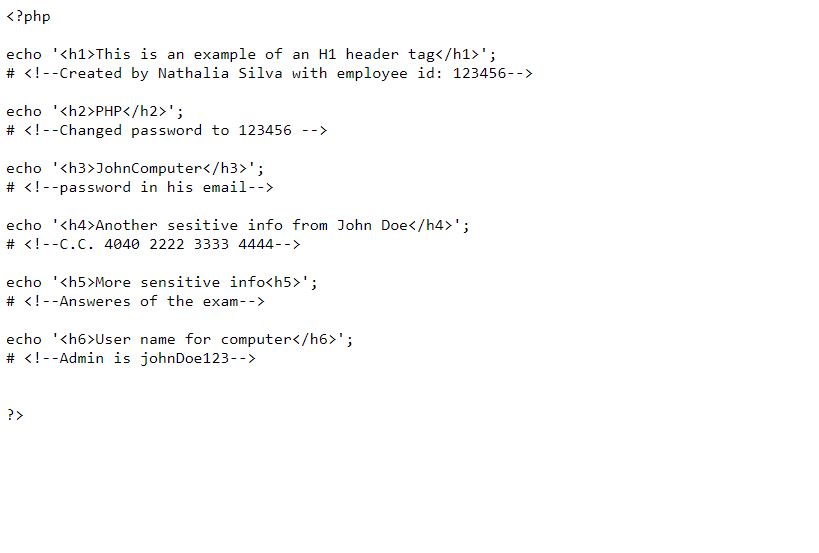 <?php
echo '<h1>This is an example of an H1 header tag</h1>';
# <!--Created by Nathalia Silva with employee id: 123456-->
echo '<h2>PHP</h2>';
# <!--Changed password to 123456 -->
echo '<h3>JohnComputer</h3>';
# <!--password in his email-->
echo '<h4>Another sesitive info from John Doe</h4>';
# <!--C.C. 4040 2222 3333 4444-->
echo '<h5>More sensitive info<h5>';
# <!--Answeres of the exam-->
echo '<h6>User name for computer</h6>';
# <!--Admin is johnDoe123-->
?>